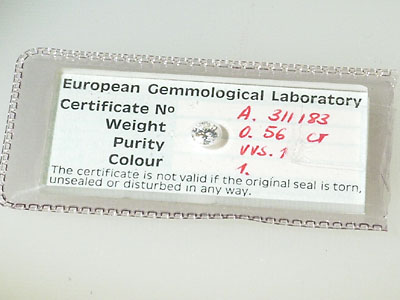 European Gemmological Laboratory
Certificate No A. 311183
Weight 0.56 CT
Purity VVS.1
Colour 1.
The certificate is not valid if the original seal is torn,
unsealed or disturbed in any way.